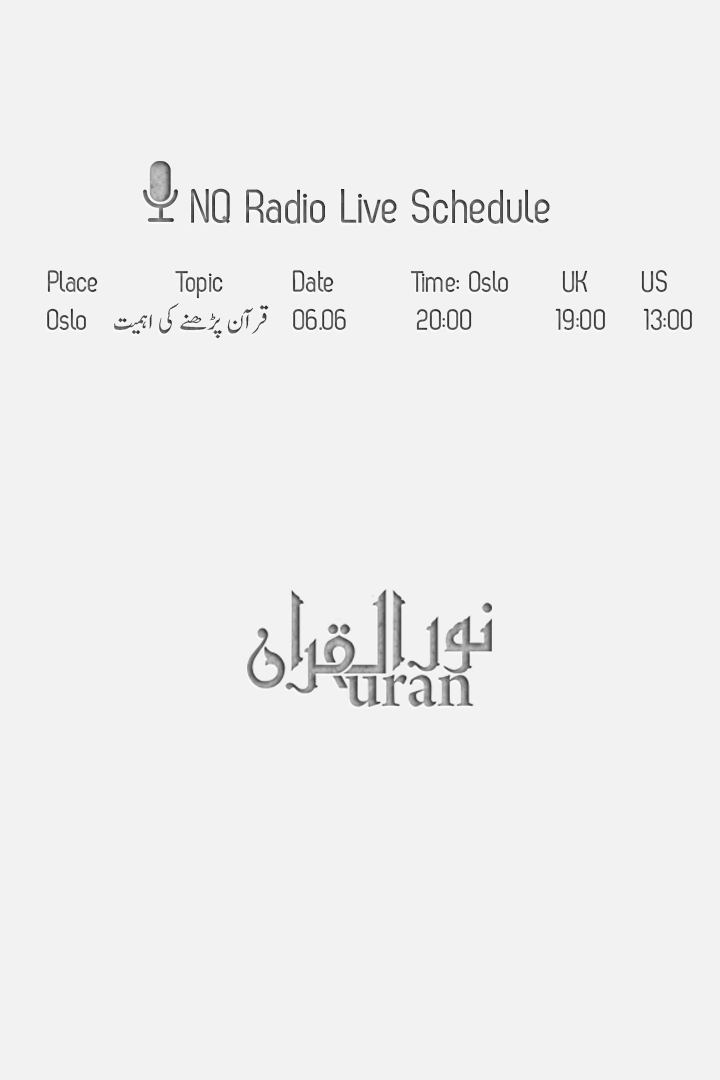 NQ Radio Live Schedule
Place Topic Date Time: Oslo UK US
Oslo قرآن پڑھنے کی اہمیت 06.06 20:00 19:00 13:00
نور القران
uran